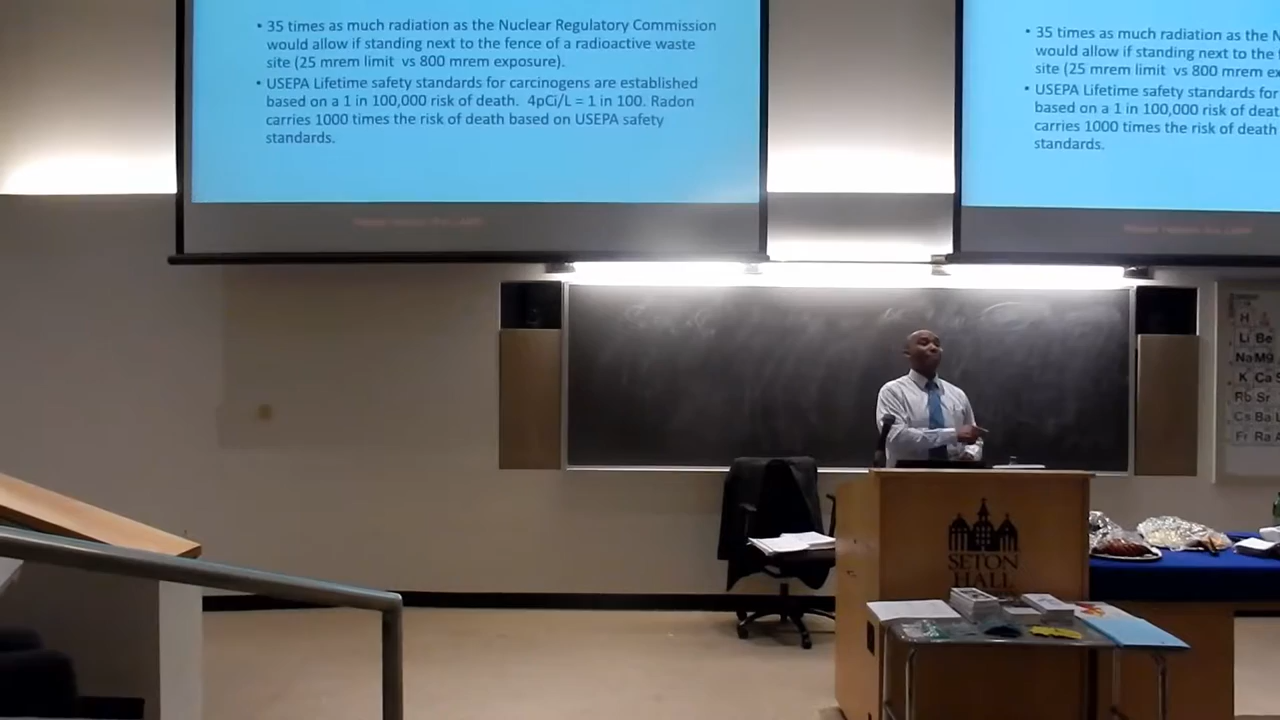 • 35 times as much radiation as the Nuclear Regulatory Commission
would allow if standing next to the fence of a radioactive waste
site (25 mrem limit vs 800 mrem exposure).
• USEPA Lifetime safety standards for carcinogens are established
based on a 1 in 100,000 risk of death. 4pCi/L = 1 in 100. Radon
carries 1000 times the risk of death based on USEPA safety
standards.
• 35 times as much radiation as the N
would allow if standing next to the
site (25 mrem limit vs 800 mrem ex
• USEPA Lifetime safety standards for
based on a 1 in 100,000 risk of deat
carries 1000 times the risk of death
standards.
H
Li Be
Na Mg
K Ca S
Rb Sr
Cs Ba L
Fr Ra A
SETON
HALL